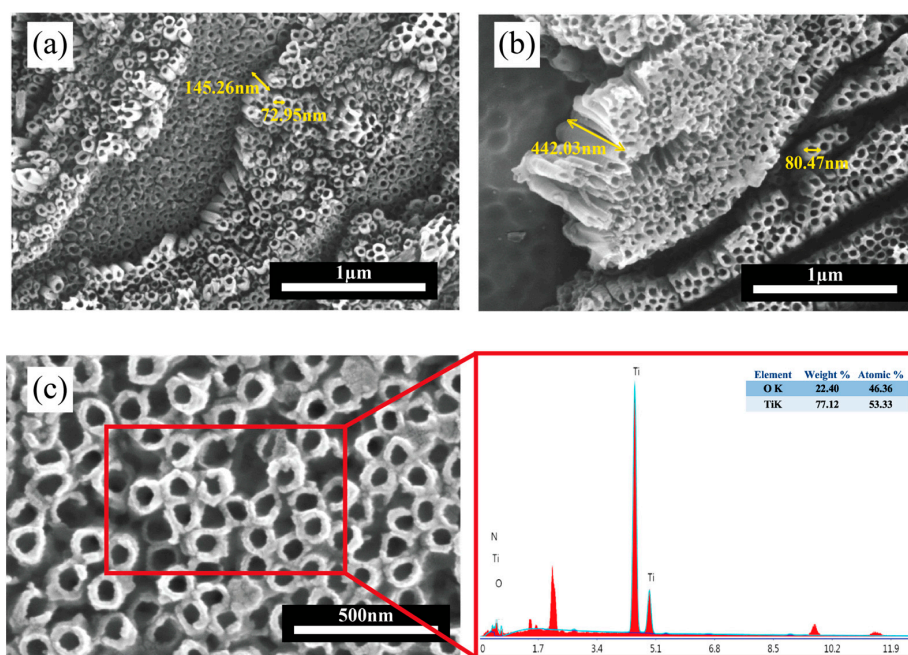 (a)
145.26nm
72.95nm
1μm
(b)
442.03nm
80.47nm
1μm
(c)
500nm
Ti
Ti
N
Ti
O
Element Weight % Atomic %
O K 22.40 46.36
TiK 77.12 53.33
0 1.7 3.4 5.1 6.8 8.5 10.2 11.9